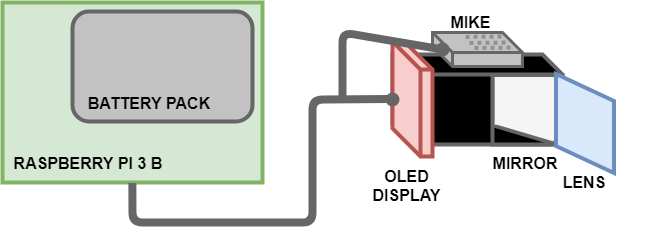 MIKE
BATTERY PACK
RASPBERRY PI 3 B
OLED
DISPLAY
MIRROR
LENS